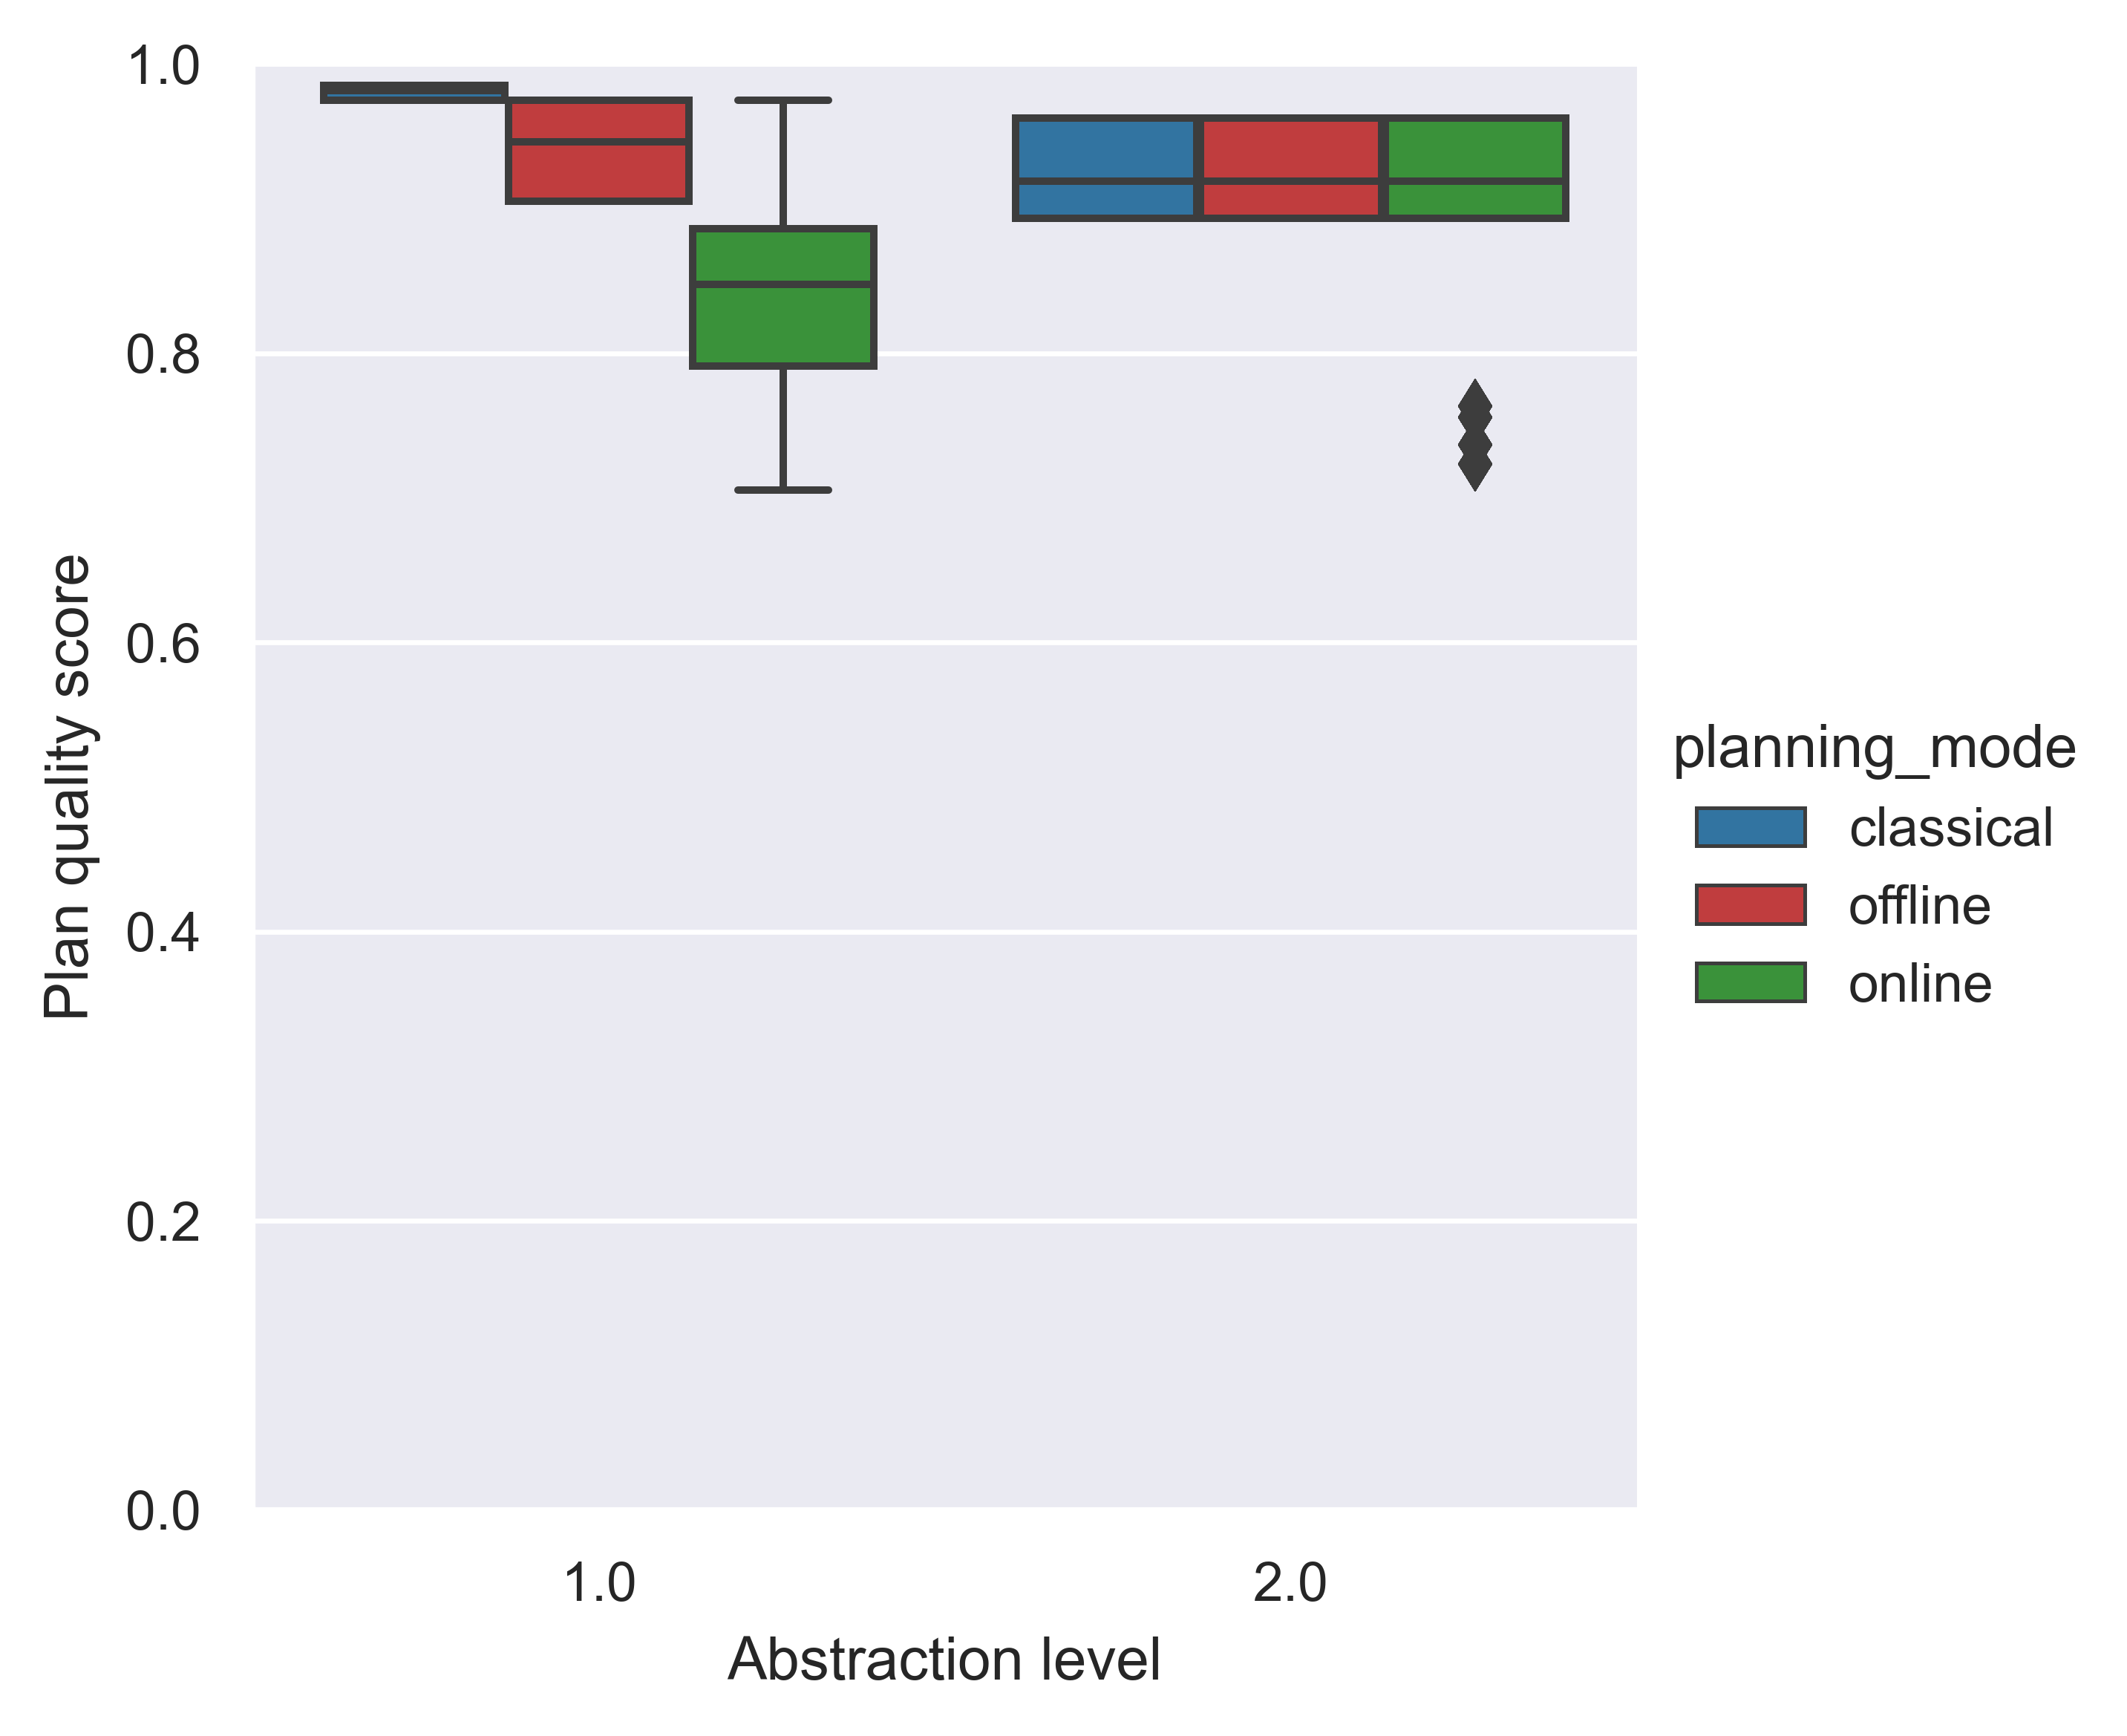 1.0
0.8
0.6
0.4
0.2
0.0
Plan quality score
1.0 2.0
Abstraction level
planning_mode
classical
offline
online